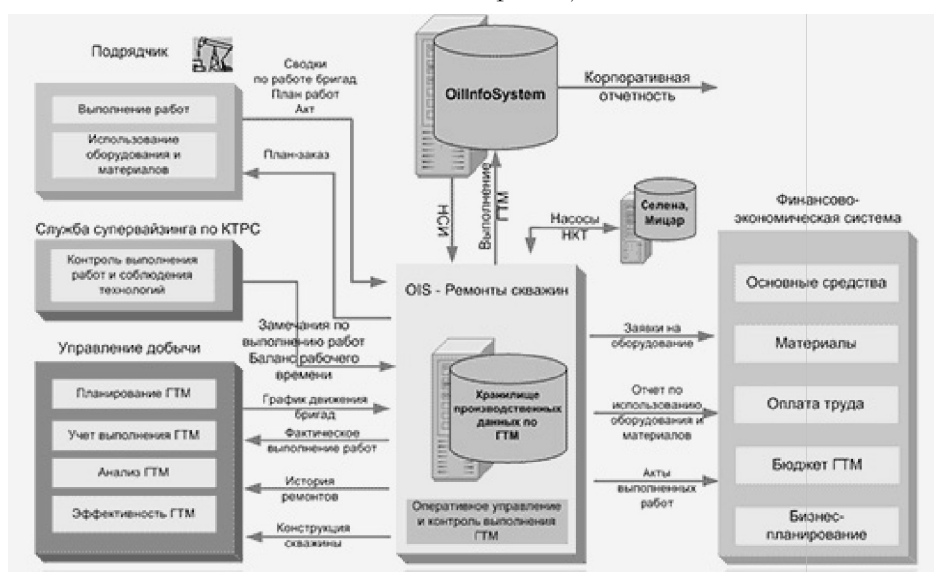 Подрядчик
Выполнение работ
Использование
оборудования и
материалов
Сводки
по работе бригад
План работ
Акт
План-заказ
OilInfoSystem
Корпоративная
отчетность
НСИ
Выполнение
ГТМ
Насосы
НКТ
Селена,
Мицар
Служба супервайзинга по КТРС
Контроль выполнения
работ и соблюдения
технологий
Замечания по
выполнению работ
Баланс рабочего
времени
Управление добычи
Планирование ГТМ
Учет выполнения ГТМ
Анализ ГТМ
Эффективность ГТМ
График движения
бригад
Фактическое
выполнение работ
История
ремонтов
Конструкция
скважины
OIS - Ремонты скважин
Хранилище
производственных
данных по
ГТМ
Оперативное управление
и контроль выполнения
ГТМ
Заявки на
оборудование
Отчет по
использованию
оборудования и
материалов
Акты
выполненных
работ
Финансово-
экономическая система
Основные средства
Материалы
Оплата труда
Бюджет ГТМ
Бизнес-
планирование